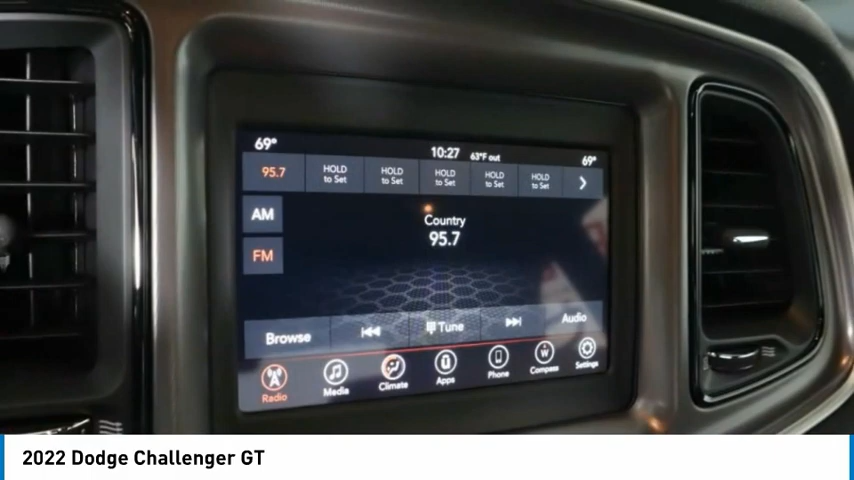 69° 10:27 63°F out 69°
95.7 HOLD to Set HOLD to Set HOLD to Set HOLD to Set HOLD to Set
AM
Country
95.7
FM
Browse Tune Audio
Radio Media Climate Apps Phone W Compass Settings
2022 Dodge Challenger GT